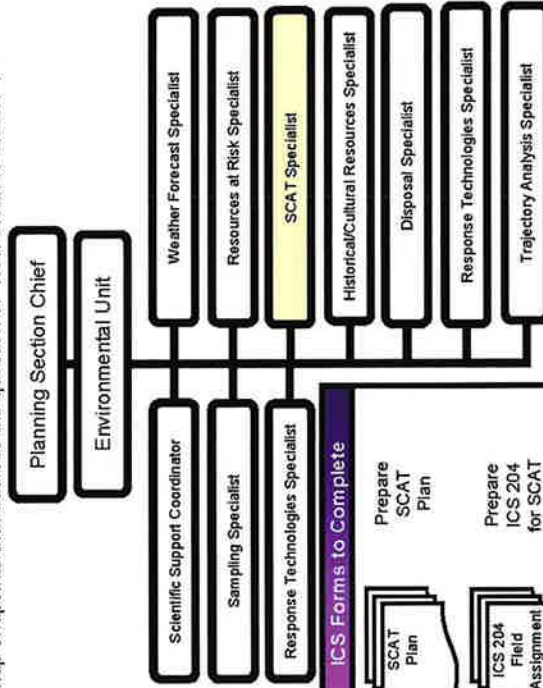 Planning Section Chief
Environmental Unit
Scientific Support Coordinator
Sampling Specialist
Response Technologies Specialist
Weather Forecast Specialist
Resources at Risk Specialist
SCAT Specialist
Historical/Cultural Resources Specialist
Disposal Specialist
Response Technologies Specialist
Trajectory Analysis Specialist
ICS Forms to Complete
SCAT
Plan
Prepare
SCAT
Plan
ICS 204
Field
Assignment
Prepare
ICS 204
for SCAT